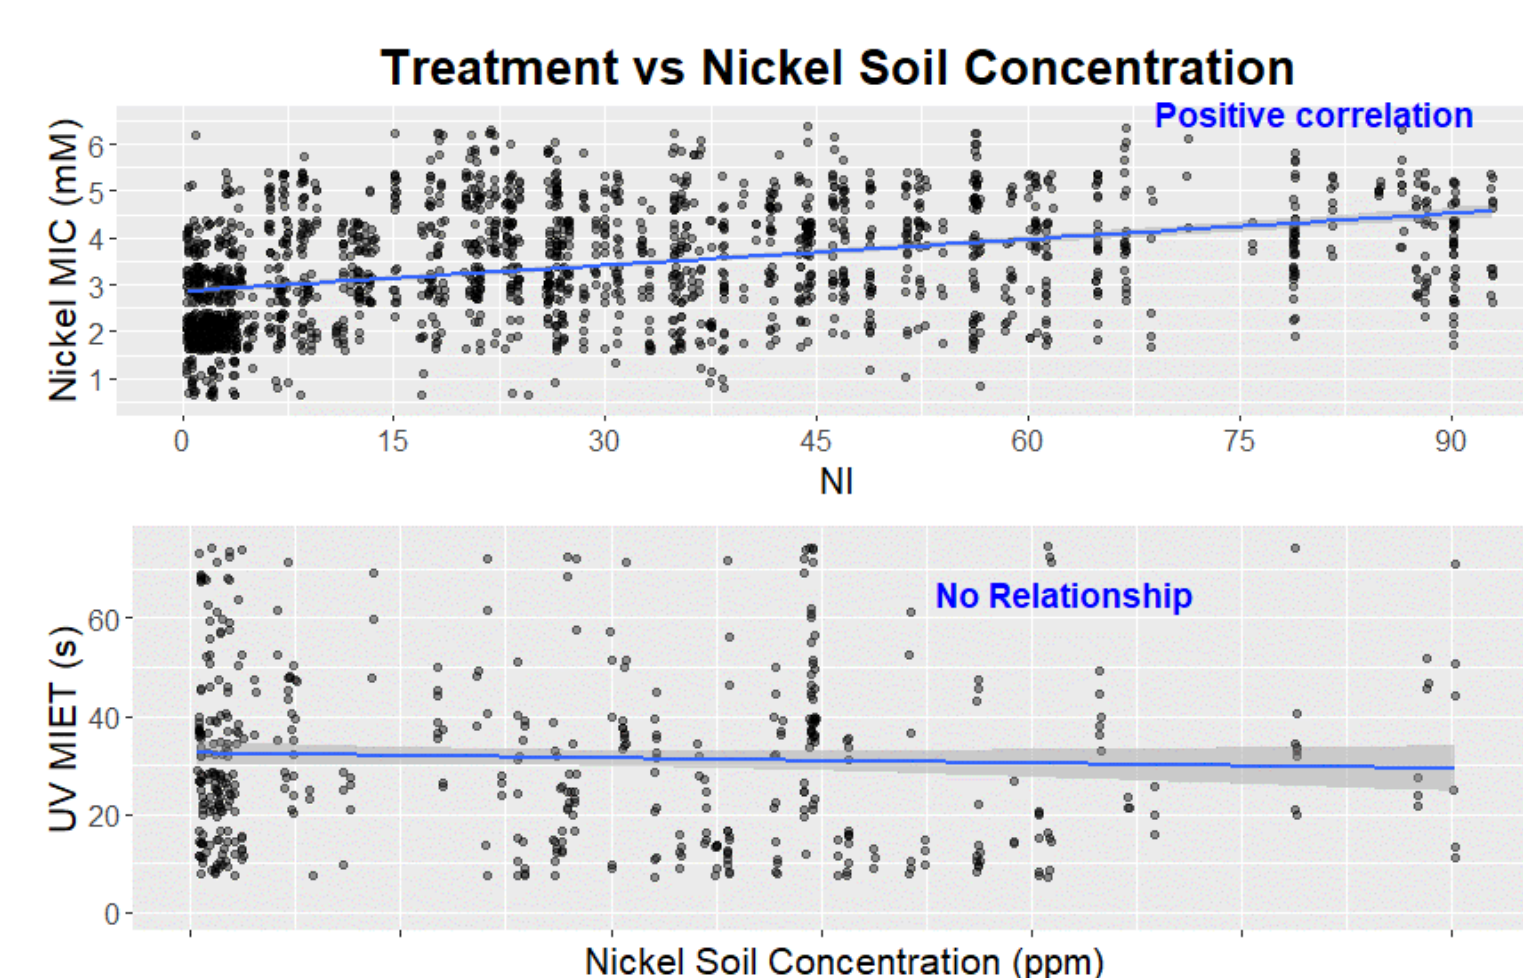 Treatment vs Nickel Soil Concentration
Positive correlation
Nickel MIC (mM)
6
5
4
3
2
1
0 15 30 45 60 75 90
NI
No Relationship
UV MIET (s)
60
40
20
0
Nickel Soil Concentration (ppm)